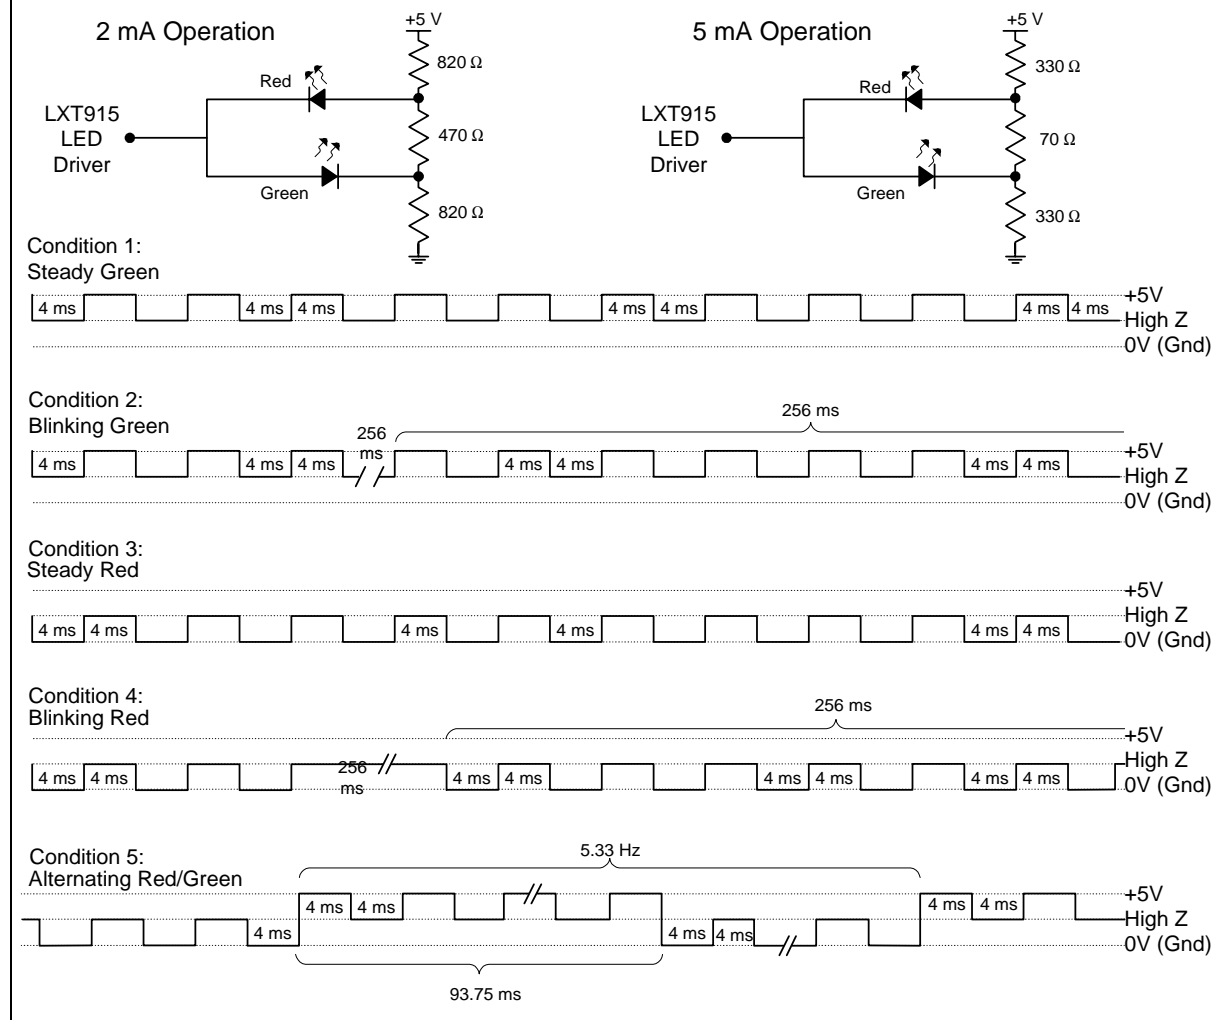 2 mA Operation
+5 V
820 Ω
Red
LXT915
LED
Driver
470 Ω
Green
820 Ω
5 mA Operation
+5 V
330 Ω
Red
LXT915
LED
Driver
70 Ω
Green
330 Ω
Condition 1:
Steady Green
4 ms 4 ms 4 ms 4 ms 4 ms 4 ms 4 ms
+5V
High Z
0V (Gnd)
Condition 2:
Blinking Green
256 ms
256
ms
4 ms 4 ms 4 ms 4 ms 4 ms 4 ms 4 ms
+5V
High Z
0V (Gnd)
Condition 3:
Steady Red
4 ms 4 ms 4 ms 4 ms 4 ms 4 ms
+5V
High Z
0V (Gnd)
Condition 4:
Blinking Red
256 ms
256
ms
4 ms 4 ms 4 ms 4 ms 4 ms 4 ms 4 ms 4 ms
+5V
High Z
0V (Gnd)
Condition 5:
Alternating Red/Green
5.33 Hz
4 ms 4 ms 4 ms 4 ms 4 ms 4 ms 4 ms
+5V
High Z
0V (Gnd)
93.75 ms